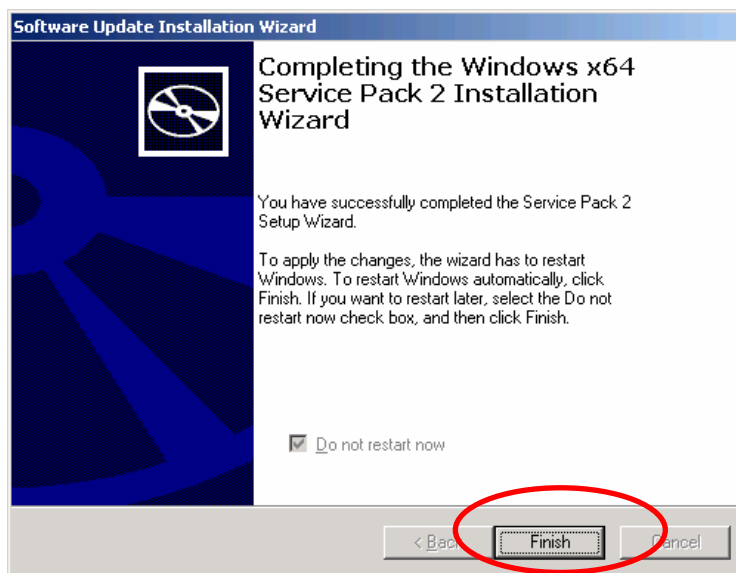 Software Update Installation Wizard
Completing the Windows x64
Service Pack 2 Installation
Wizard
You have successfully completed the Service Pack 2
Setup Wizard.
To apply the changes, the wizard has to restart
Windows. To restart Windows automatically, click
Finish. If you want to restart later, select the Do not
restart now check box, and then click Finish.
Do not restart now
< Back Finish Cancel